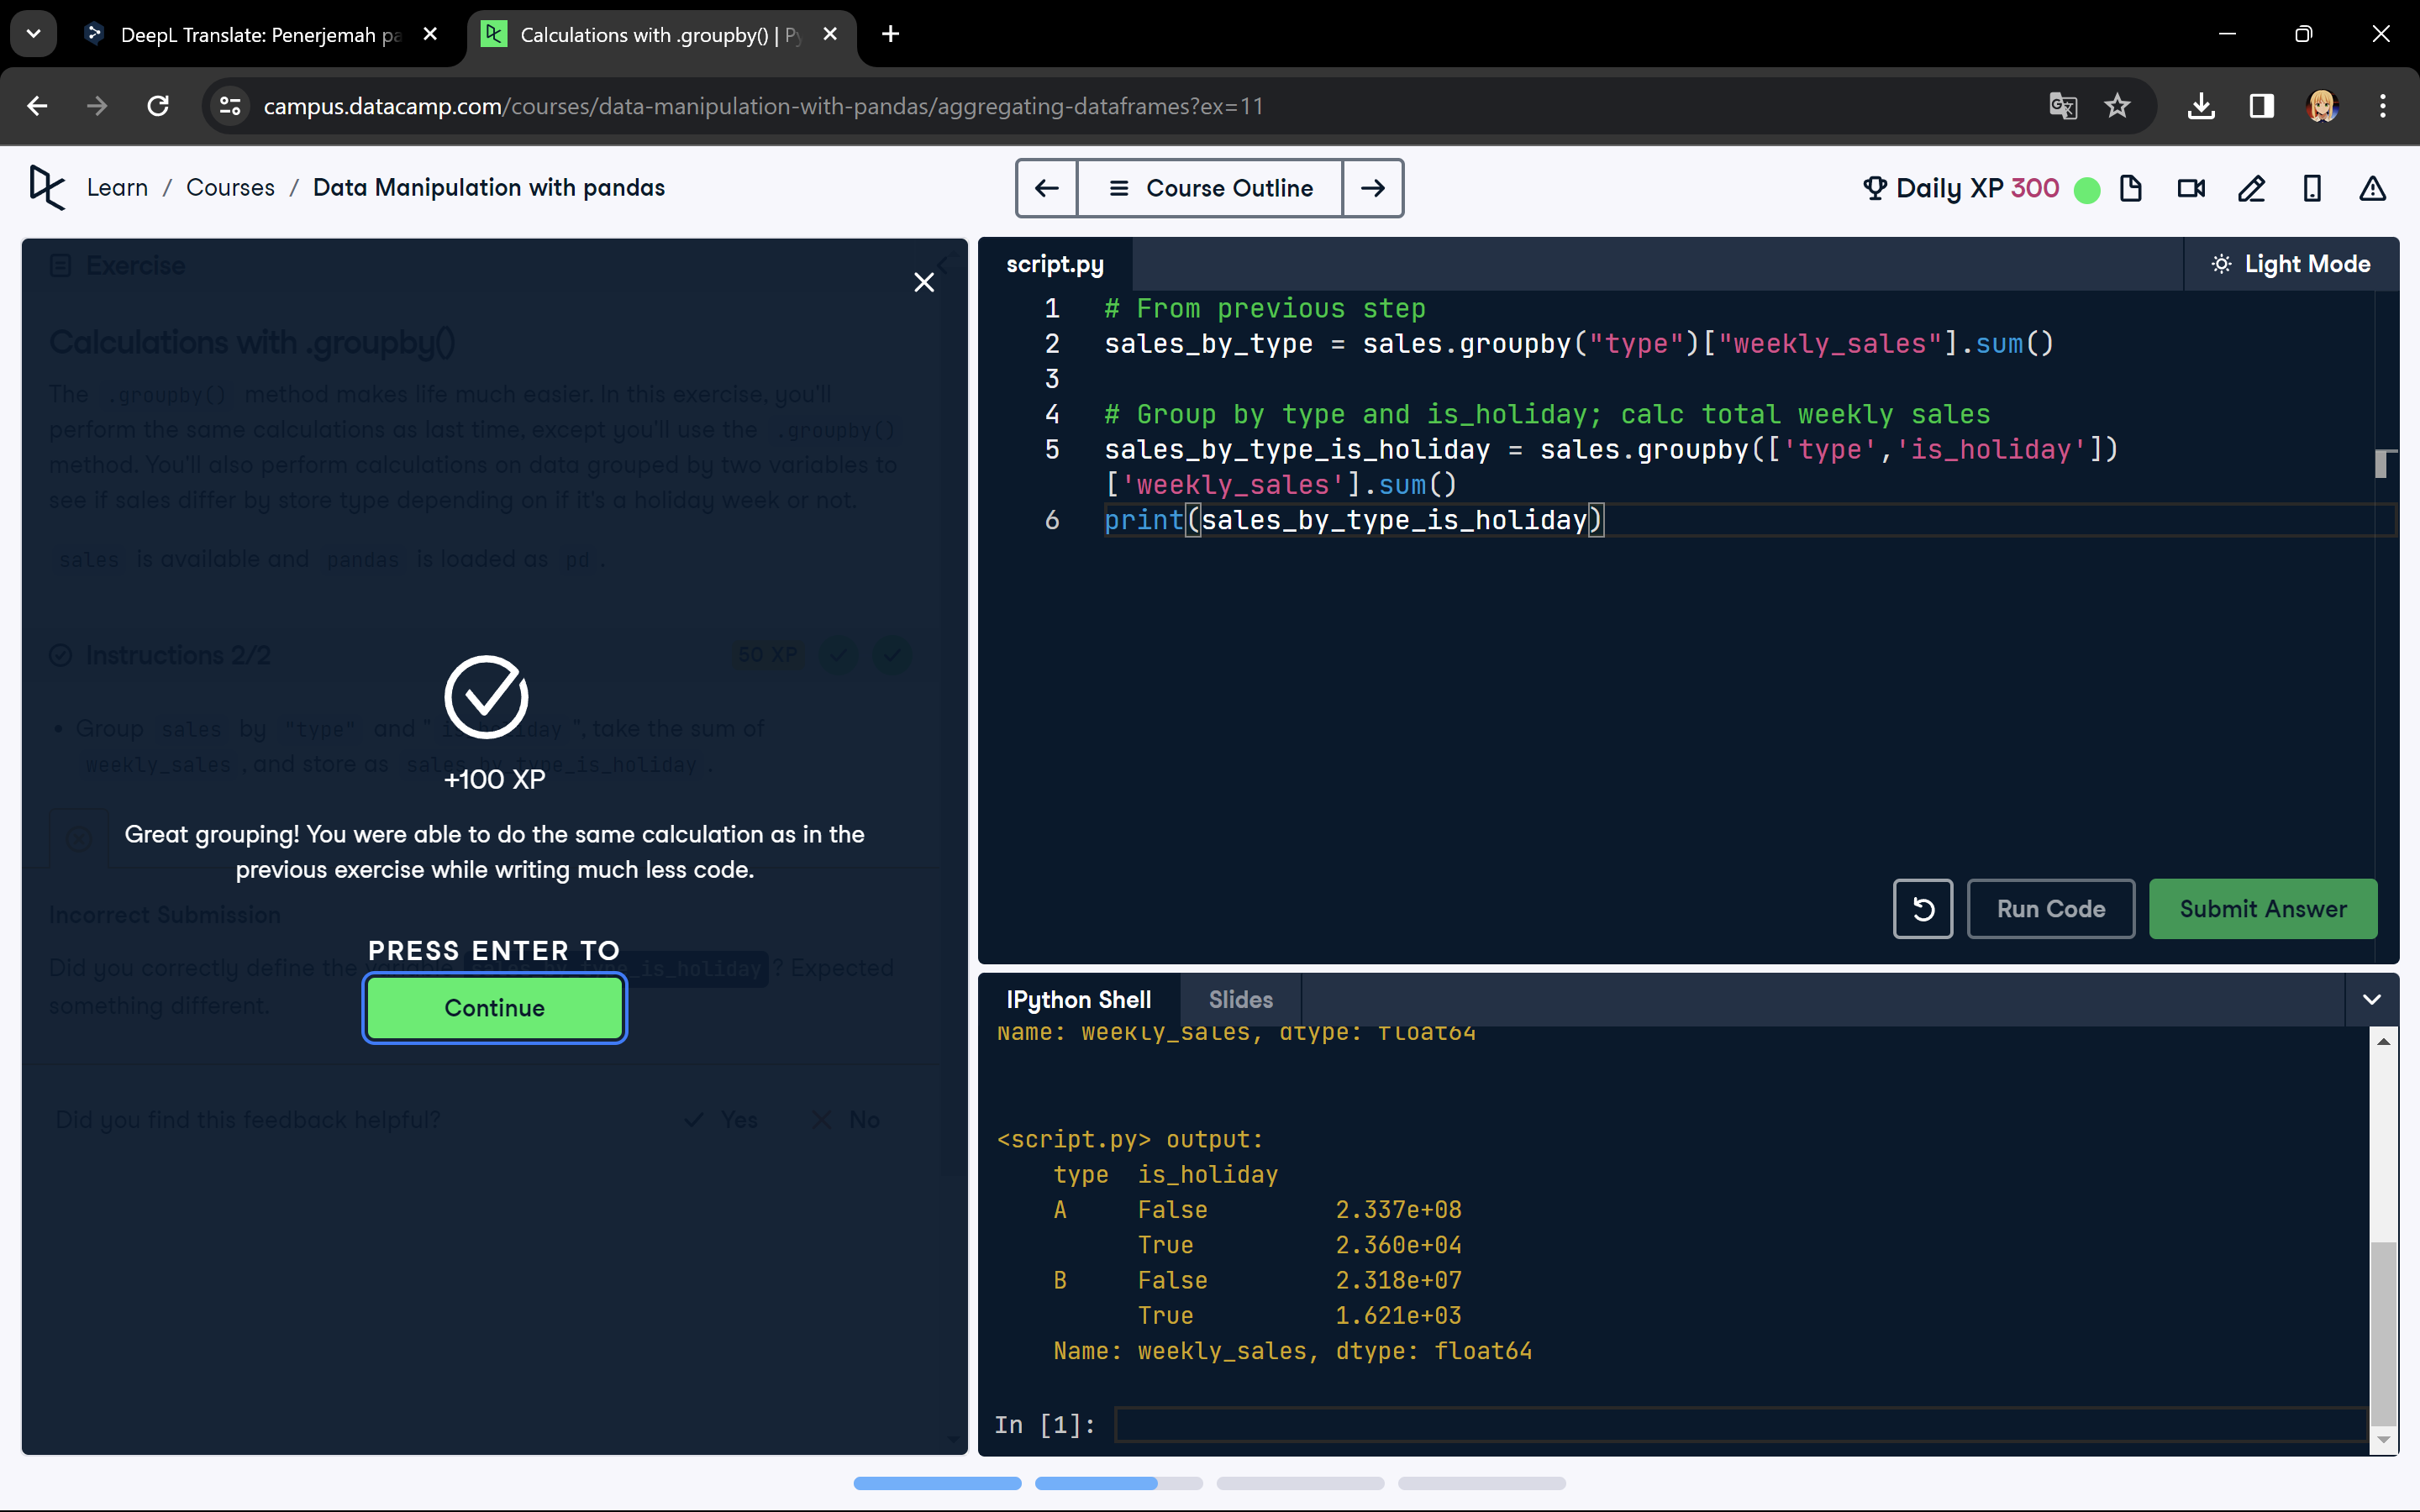 DeepL Translate: Penerjemah pa
Calculations with .groupby() | Py
campus.datacamp.com/courses/data-manipulation-with-pandas/aggregating-dataframes?ex=11
Learn / Courses / Data Manipulation with pandas
Course Outline
Daily XP 300
Exercise
Calculations with .groupby()
The .groupby() method makes life much easier. In this exercise, you'll
perform the same calculations as last time, except you'll use the .groupby()
method. You'll also perform calculations on data grouped by two variables to
see if sales differ by store type depending on if it's a holiday week or not.
sales is available and pandas is loaded as pd.
Instructions 2/2
50 XP
Group sales by "type" and "is_holiday", take the sum of
weekly_sales, and store as sales_by_type_is_holiday.
+100 XP
Great grouping! You were able to do the same calculation as in the
previous exercise while writing much less code.
Incorrect Submission
PRESS ENTER TO
Did you correctly define the variable sales_by_type_is_holiday? Expected
something different.
Continue
Did you find this feedback helpful?
Yes
No
script.py
Light Mode
1 # From previous step
2 sales_by_type = sales.groupby("type")["weekly_sales"].sum()
3
4 # Group by type and is_holiday; calc total weekly sales
5 sales_by_type_is_holiday = sales.groupby(['type','is_holiday'])
['weekly_sales'].sum()
6 print(sales_by_type_is_holiday)
Run Code
Submit Answer
IPython Shell
Slides
Name: weekly_sales, dtype: float64
<script.py> output:
type is_holiday
A False 2.337e+08
True 2.360e+04
B False 2.318e+07
True 1.621e+03
Name: weekly_sales, dtype: float64
In [1]: